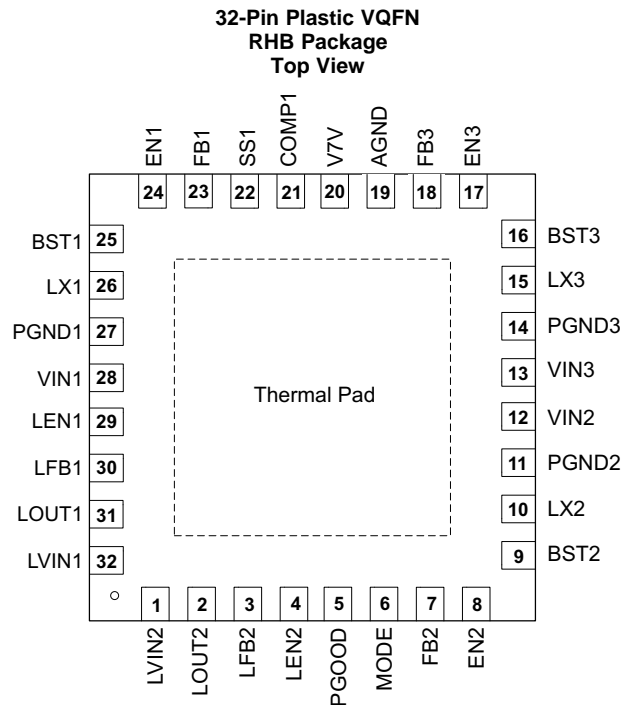 32-Pin Plastic VQFN
RHB Package
Top View
EN1
FB1
SS1
COMP1
V7V
AGND
FB3
EN3
24 23 22 21 20 19 18 17
BST1 25
LX1 26
PGND1 27
VIN1 28
LEN1 29
LFB1 30
LOUT1 31
LVIN1 32
Thermal Pad
16 BST3
15 LX3
14 PGND3
13 VIN3
12 VIN2
11 PGND2
10 LX2
9 BST2
1 2 3 4 5 6 7 8
LVIN2
LOUT2
LFB2
LEN2
PGOOD
MODE
FB2
EN2